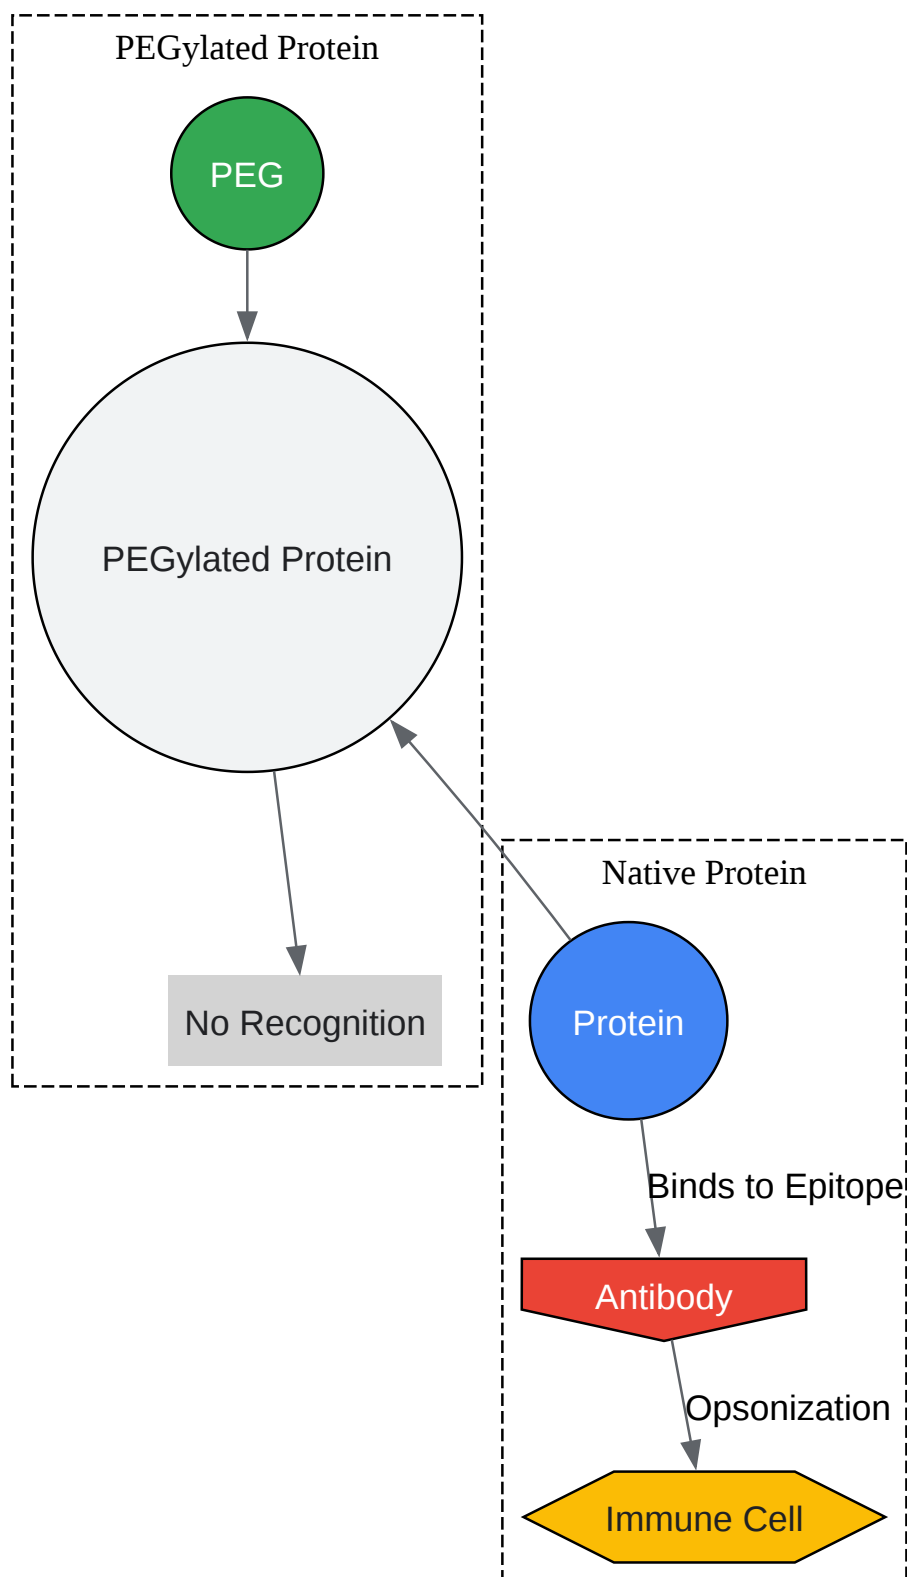 PEGylated Protein
PEG
PEGylated Protein
No Recognition
Native Protein
Protein
Binds to Epitope
Antibody
Opsonization
Immune Cell